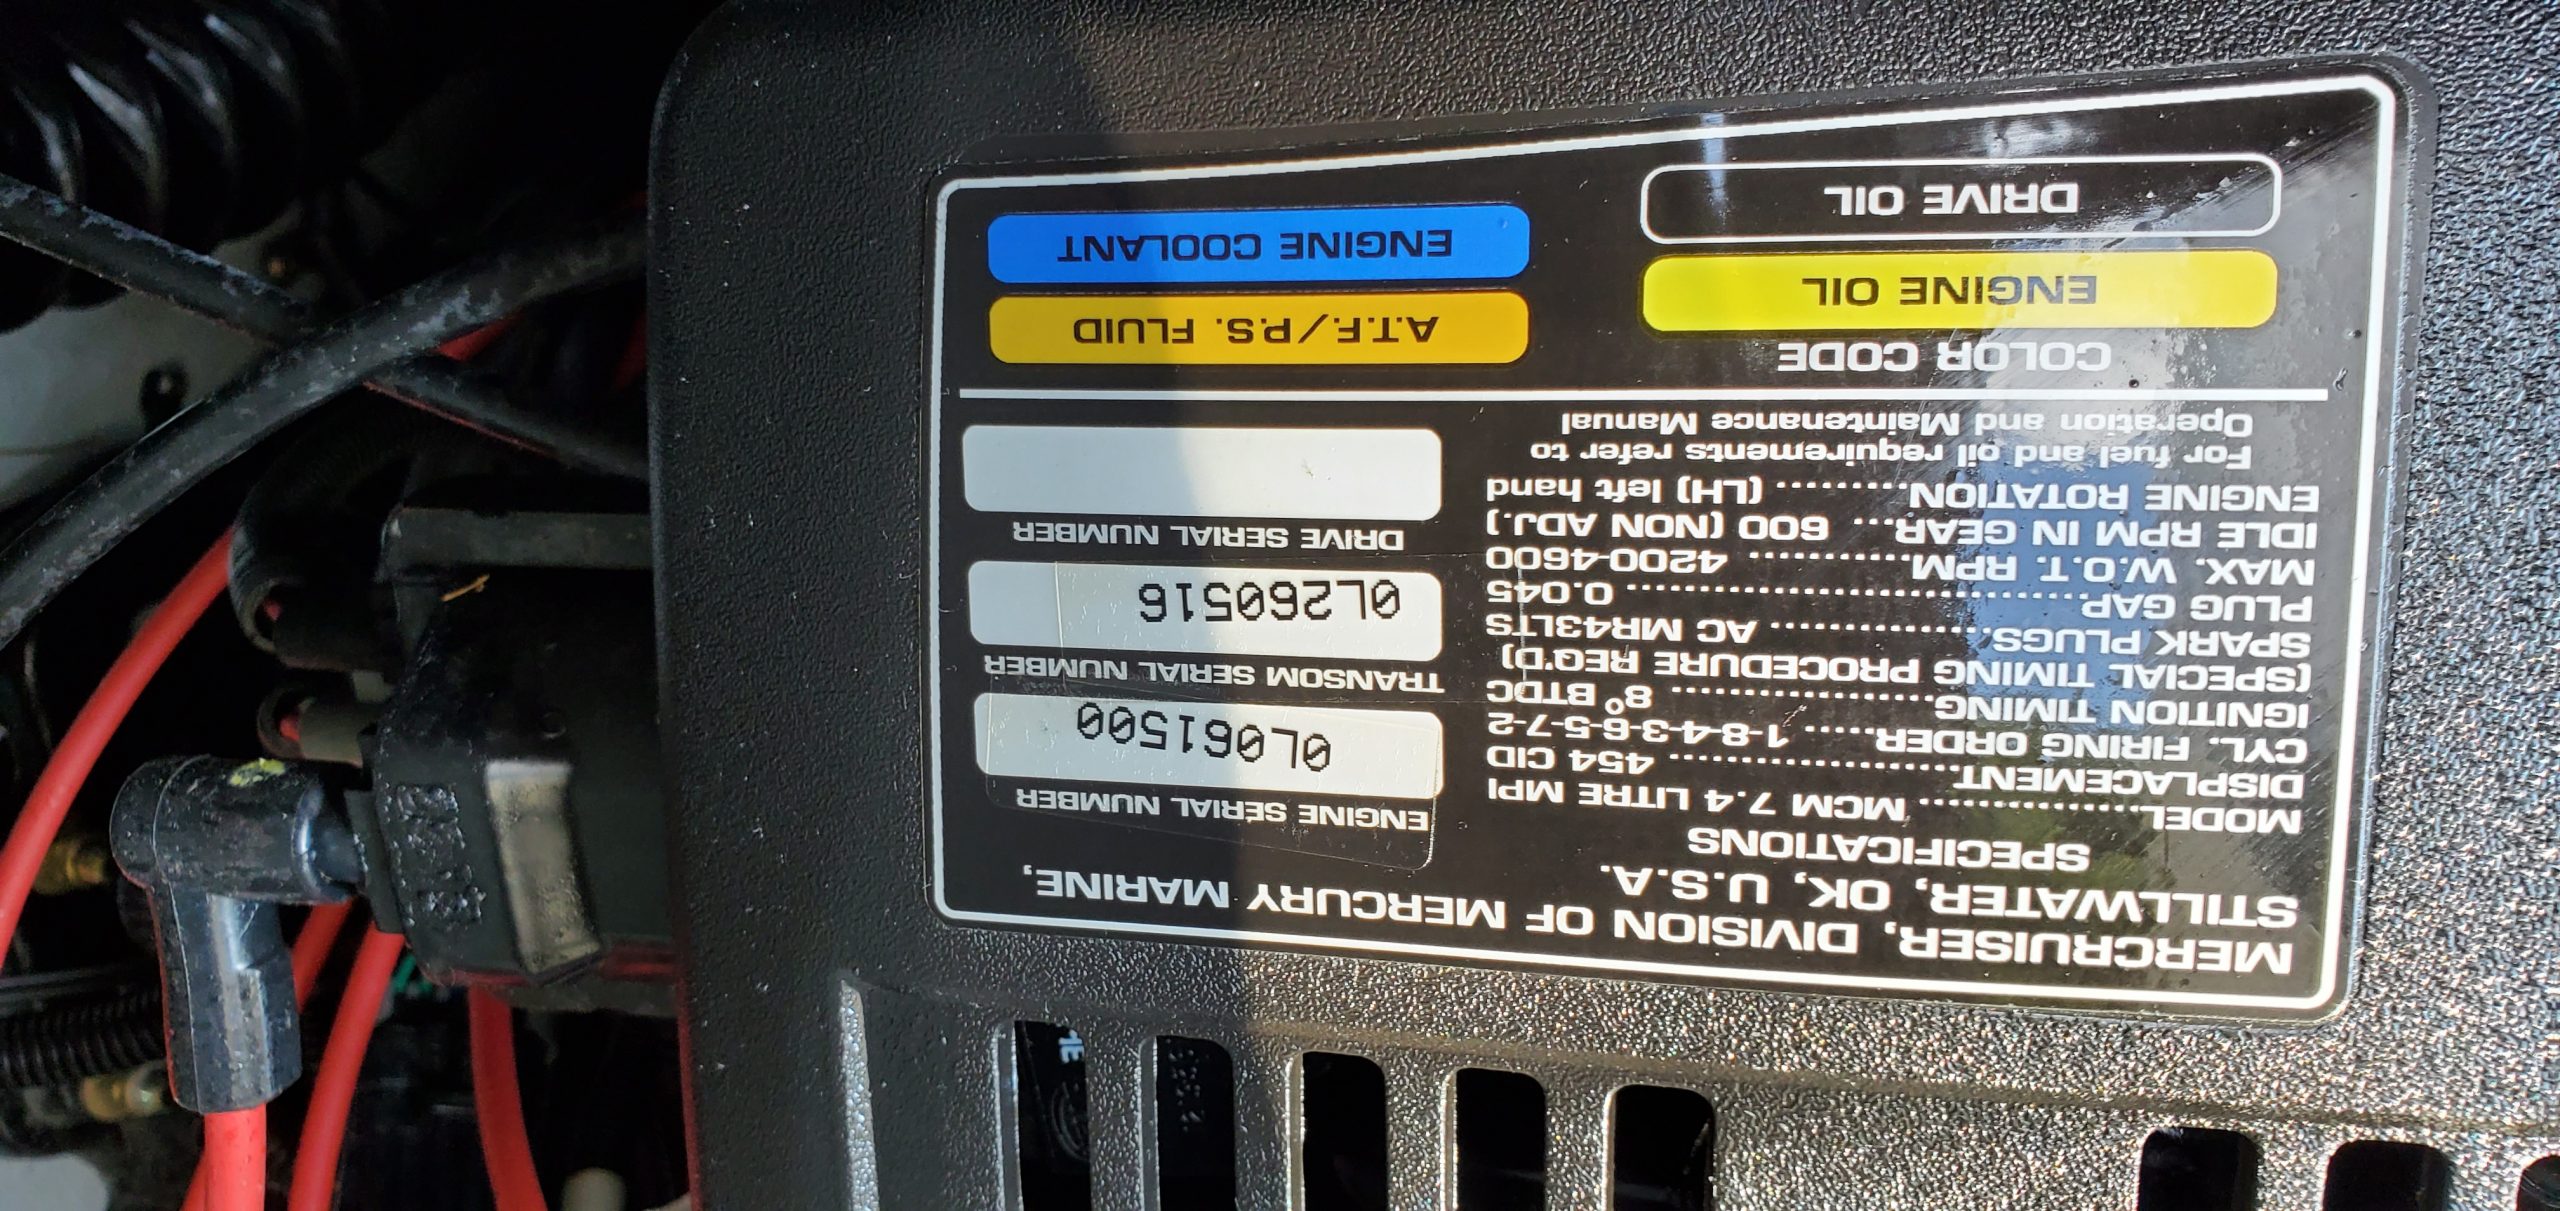 MERCRUISER, DIVISION OF MERCURY MARINE,
STILLWATER, OK, U.S.A.
SPECIFICATIONS
MODEL............... MCM 7.4 LITRE MPI
DISPLACEMENT................... 454 CID
CYL. FIRING ORDER...... 1-8-4-3-6-5-7-2
IGNITION TIMING................. 8° BTDC
(SPECIAL TIMING PROCEDURE REQ'D)
SPARK PLUGS................ AC MR43LTS
PLUG GAP.............................. 0.045
MAX. W.O.T. RPM............ 4200-4600
IDLE RPM IN GEAR... 600 (NON ADJ.)
ENGINE ROTATION......... (LH) left hand
For fuel and oil requirements refer to
Operation and Maintenance Manual
ENGINE SERIAL NUMBER
0L061500
TRANSOM SERIAL NUMBER
0L260516
DRIVE SERIAL NUMBER
COLOR CODE
ENGINE OIL
A.T.F./P.S. FLUID
DRIVE OIL
ENGINE COOLANT